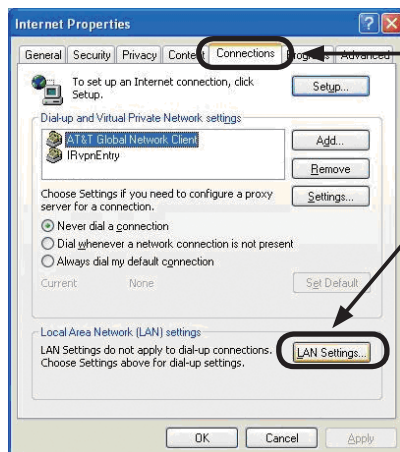 Internet Properties
General Security Privacy Content Connections Programs Advanced
To set up an Internet connection, click
Setup.
Setup...
Dial-up and Virtual Private Network settings
AT&T Global Network Client
IRvpnEntry
Add...
Remove
Choose Settings if you need to configure a proxy
server for a connection.
Settings...
Never dial a connection
Dial whenever a network connection is not present
Always dial my default connection
Current None
Set Default
Local Area Network (LAN) settings
LAN Settings do not apply to dial-up connections.
Choose Settings above for dial-up settings.
LAN Settings...
OK Cancel Apply